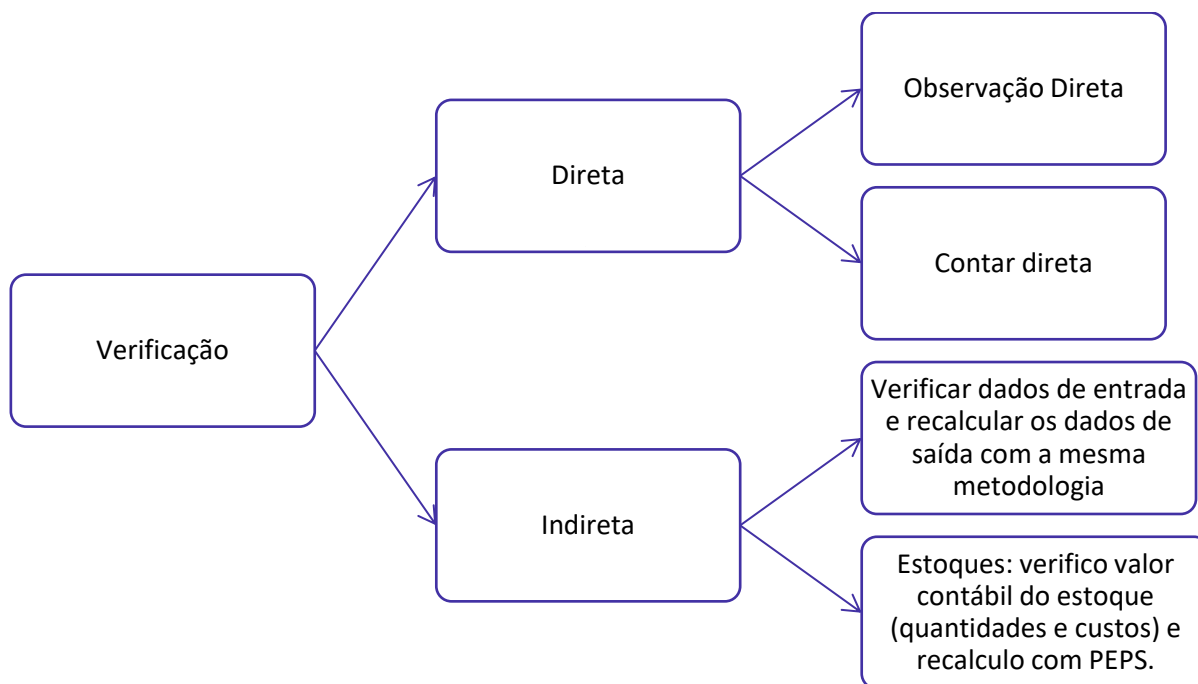 Verificação
Direta
Observação Direta
Contar direta
Indireta
Verificar dados de entrada
e recalcular os dados de
saída com a mesma
metodologia
Estoques: verifico valor
contábil do estoque
(quantidades e custos) e
recalculo com PEPS.